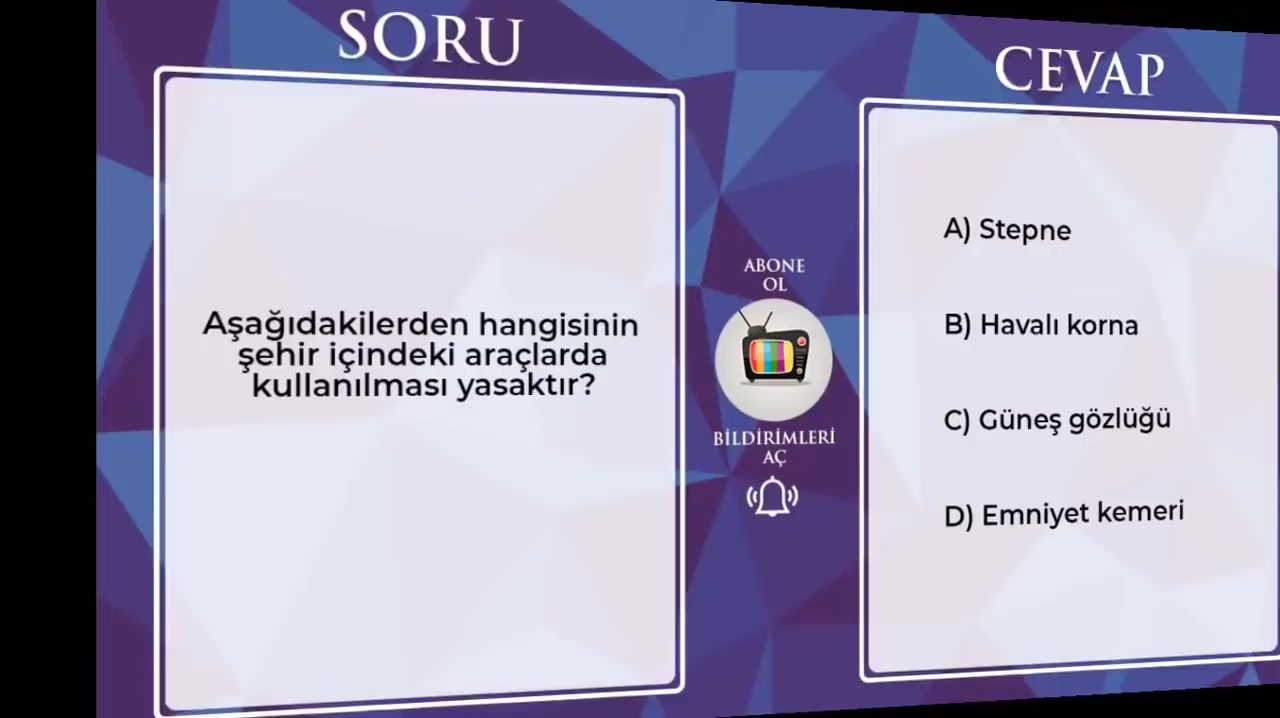 SORU
Aşağıdakilerden hangisinin
şehir içindeki araçlarda
kullanılması yasaktır?
ABONE
OL
BİLDİRİMLERİ
AÇ
CEVAP
A) Stepne
B) Havalı korna
C) Güneş gözlüğü
D) Emniyet kemeri